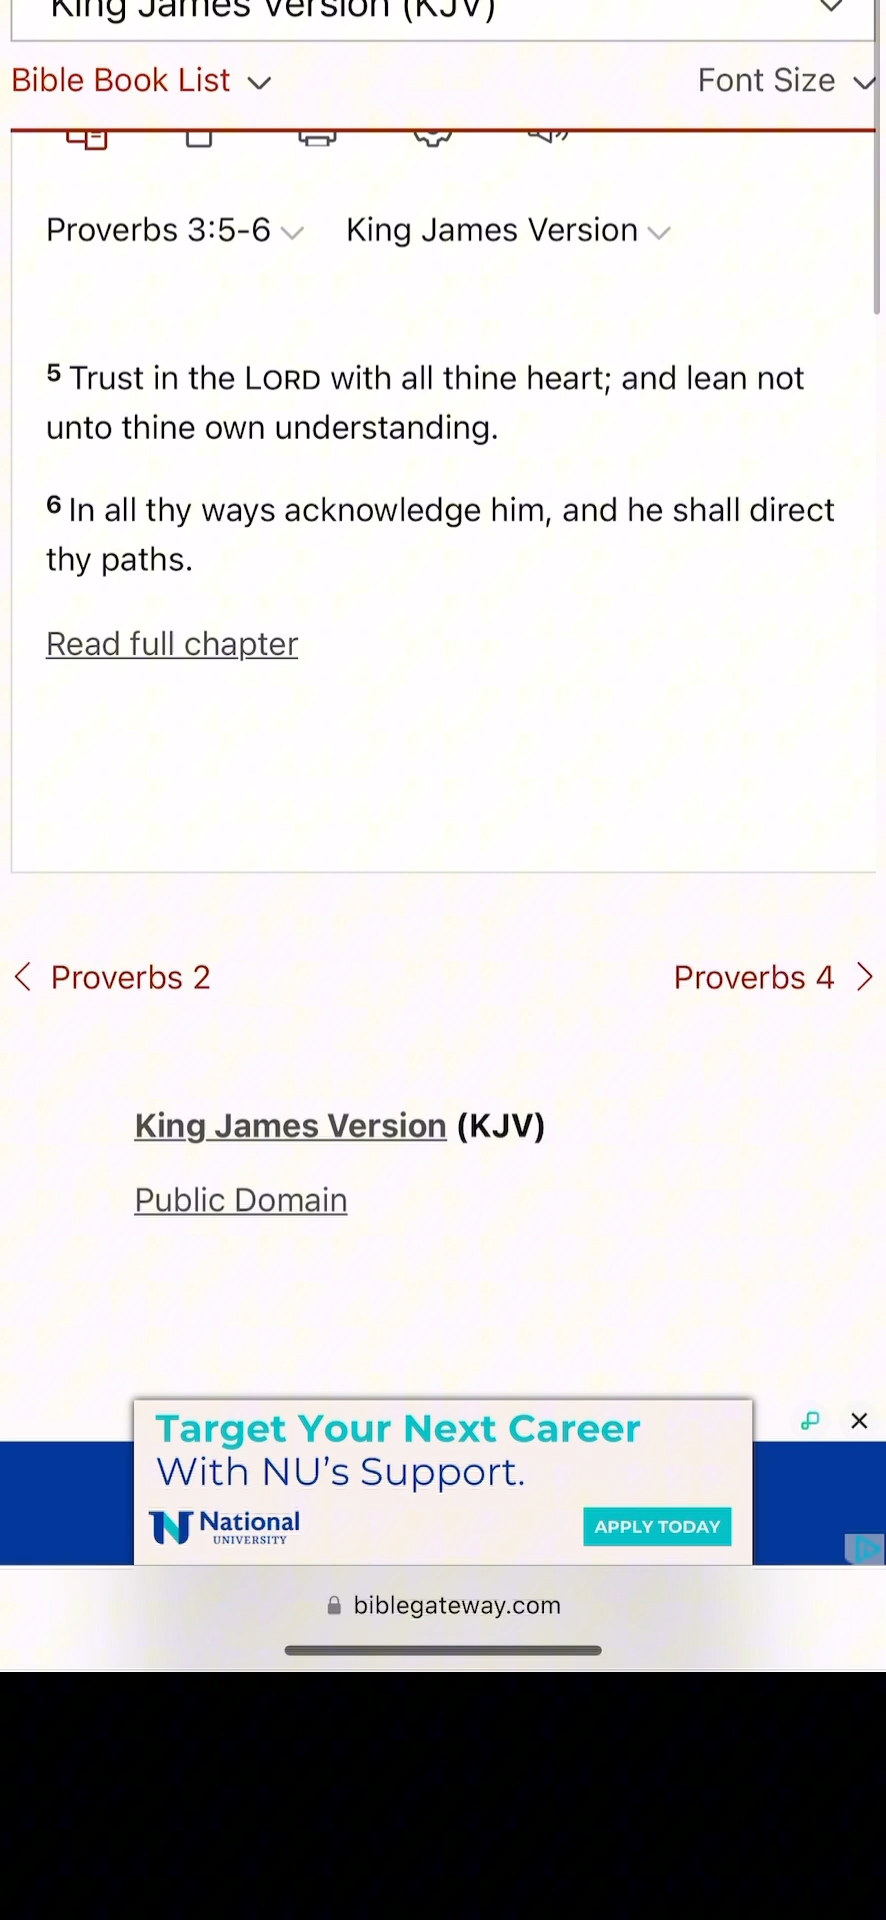 King James Version (KJV)
Bible Book List
Font Size
Proverbs 3:5-6
King James Version
5 Trust in the LORD with all thine heart; and lean not
unto thine own understanding.
6 In all thy ways acknowledge him, and he shall direct
thy paths.
Read full chapter
Proverbs 2
Proverbs 4
King James Version (KJV)
Public Domain
Target Your Next Career
With NU's Support.
National
UNIVERSITY
APPLY TODAY
biblegateway.com